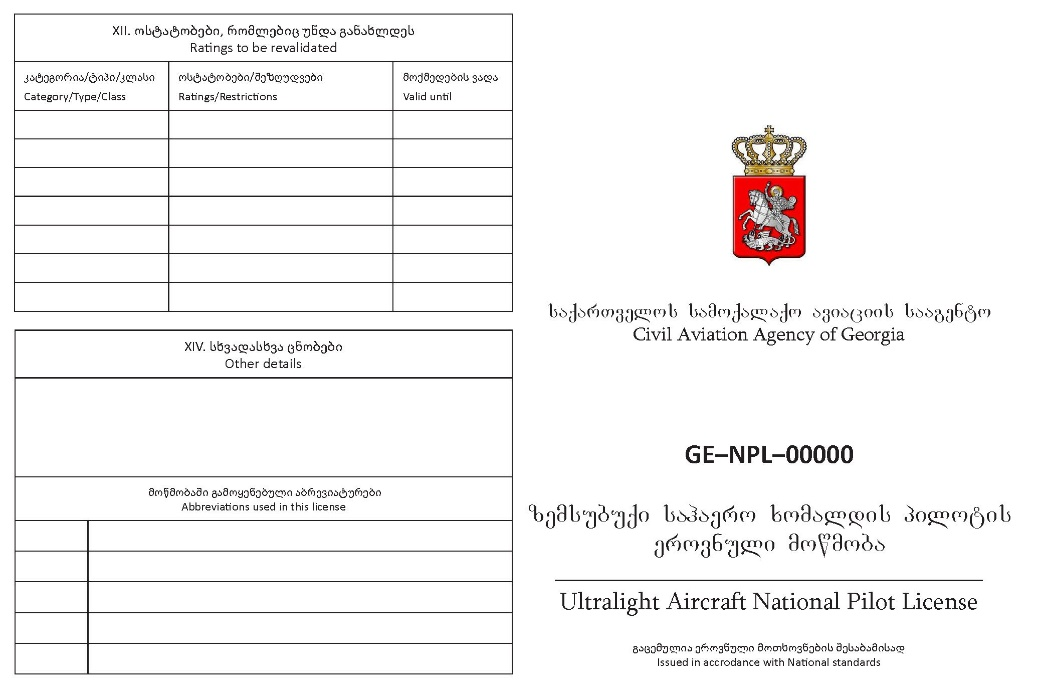 XII. ოსტატობები, რომლებიც უნდა განახლდეს
Ratings to be revalidated
კატეგორია/ტიპი/კლასი
Category/Type/Class
ოსტატობები/შეზღუდვები
Ratings/Restrictions
მოქმედების ვადა
Valid until
XIV. სხვადასხვა ცნობები
Other details
მოწმობაში გამოყენებული აბრევიატურები
Abbreviations used in this license
საქართველოს სამოქალაქო ავიაციის სააგენტო
Civil Aviation Agency of Georgia
GE–NPL–00000
ზემსუბუქი საჰაერო ხომალდის პილოტის
ეროვნული მოწმობა
Ultralight Aircraft National Pilot License
გაცემულია ეროვნული მოთხოვნების შესაბამისად
Issued in accrodance with National standards